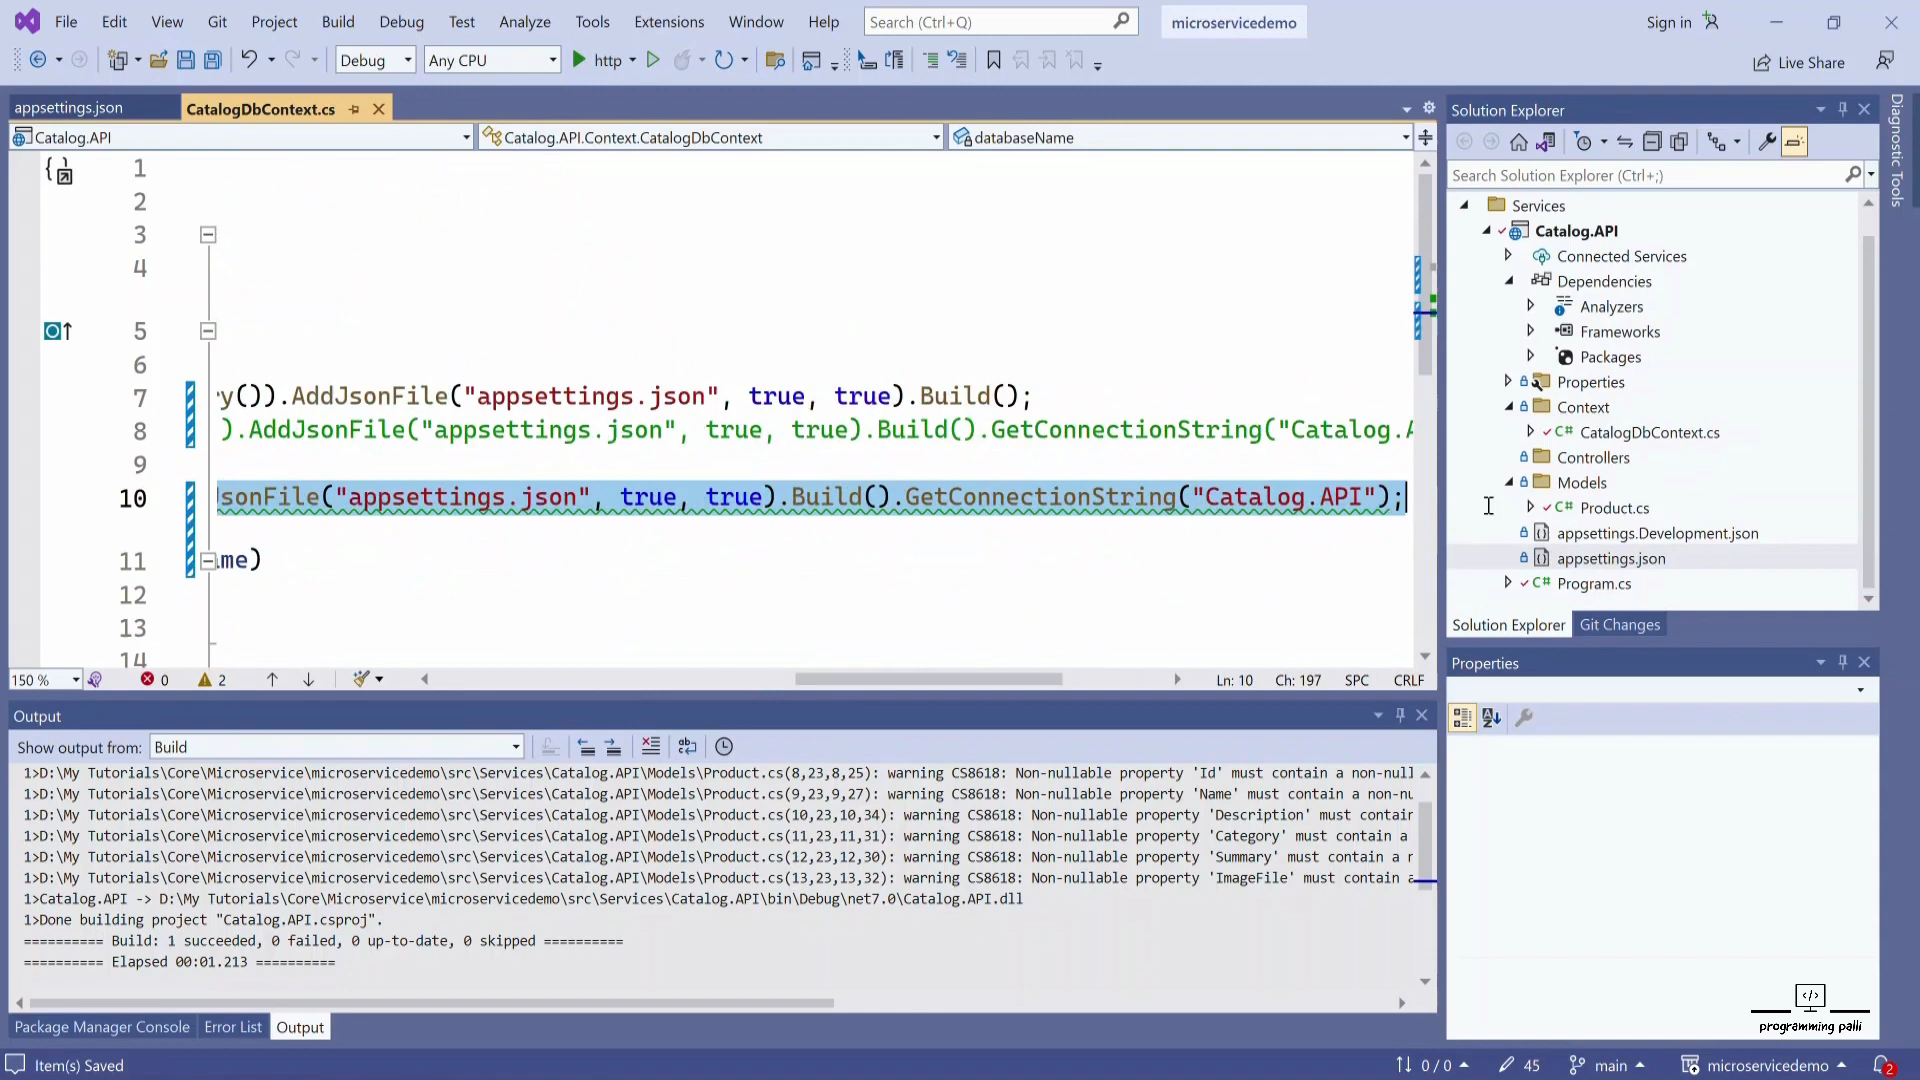 File Edit View Git Project Build Debug Test Analyze Tools Extensions Window Help Search (Ctrl+Q) microservicedemo Sign in
Debug Any CPU http Live Share
appsettings.json CatalogDbContext.cs
Catalog.API Catalog.API.Context.CatalogDbContext databaseName
1
2
3
4
5
6
7 y()).AddJsonFile("appsettings.json", true, true).Build();
8 ).AddJsonFile("appsettings.json", true, true).Build().GetConnectionString("Catalog.A
9
10 JsonFile("appsettings.json", true, true).Build().GetConnectionString("Catalog.API");
11 me)
12
13
14
150 % 0 2 Ln: 10 Ch: 197 SPC CRLF
Output
Show output from: Build
1>D:\My Tutorials\Core\Microservice\microservicedemo\src\Services\Catalog.API\Models\Product.cs(8,23,8,25): warning CS8618: Non-nullable property 'Id' must contain a non-null
1>D:\My Tutorials\Core\Microservice\microservicedemo\src\Services\Catalog.API\Models\Product.cs(9,23,9,27): warning CS8618: Non-nullable property 'Name' must contain a non-nu
1>D:\My Tutorials\Core\Microservice\microservicedemo\src\Services\Catalog.API\Models\Product.cs(10,23,10,34): warning CS8618: Non-nullable property 'Description' must contain
1>D:\My Tutorials\Core\Microservice\microservicedemo\src\Services\Catalog.API\Models\Product.cs(11,23,11,31): warning CS8618: Non-nullable property 'Category' must contain a
1>D:\My Tutorials\Core\Microservice\microservicedemo\src\Services\Catalog.API\Models\Product.cs(12,23,12,30): warning CS8618: Non-nullable property 'Summary' must contain a n
1>D:\My Tutorials\Core\Microservice\microservicedemo\src\Services\Catalog.API\Models\Product.cs(13,23,13,32): warning CS8618: Non-nullable property 'ImageFile' must contain a
1>Catalog.API -> D:\My Tutorials\Core\Microservice\microservicedemo\src\Services\Catalog.API\bin\Debug\net7.0\Catalog.API.dll
1>Done building project "Catalog.API.csproj".
========== Build: 1 succeeded, 0 failed, 0 up-to-date, 0 skipped ==========
========== Elapsed 00:01.213 ==========
Package Manager Console Error List Output
Solution Explorer
Search Solution Explorer (Ctrl+;)
Services
Catalog.API
Connected Services
Dependencies
Analyzers
Frameworks
Packages
Properties
Context
C# CatalogDbContext.cs
Controllers
Models
C# Product.cs
appsettings.Development.json
appsettings.json
C# Program.cs
Solution Explorer Git Changes
Properties
Diagnostic Tools
programming palli
Item(s) Saved 0 / 0 45 main microservicedemo 2